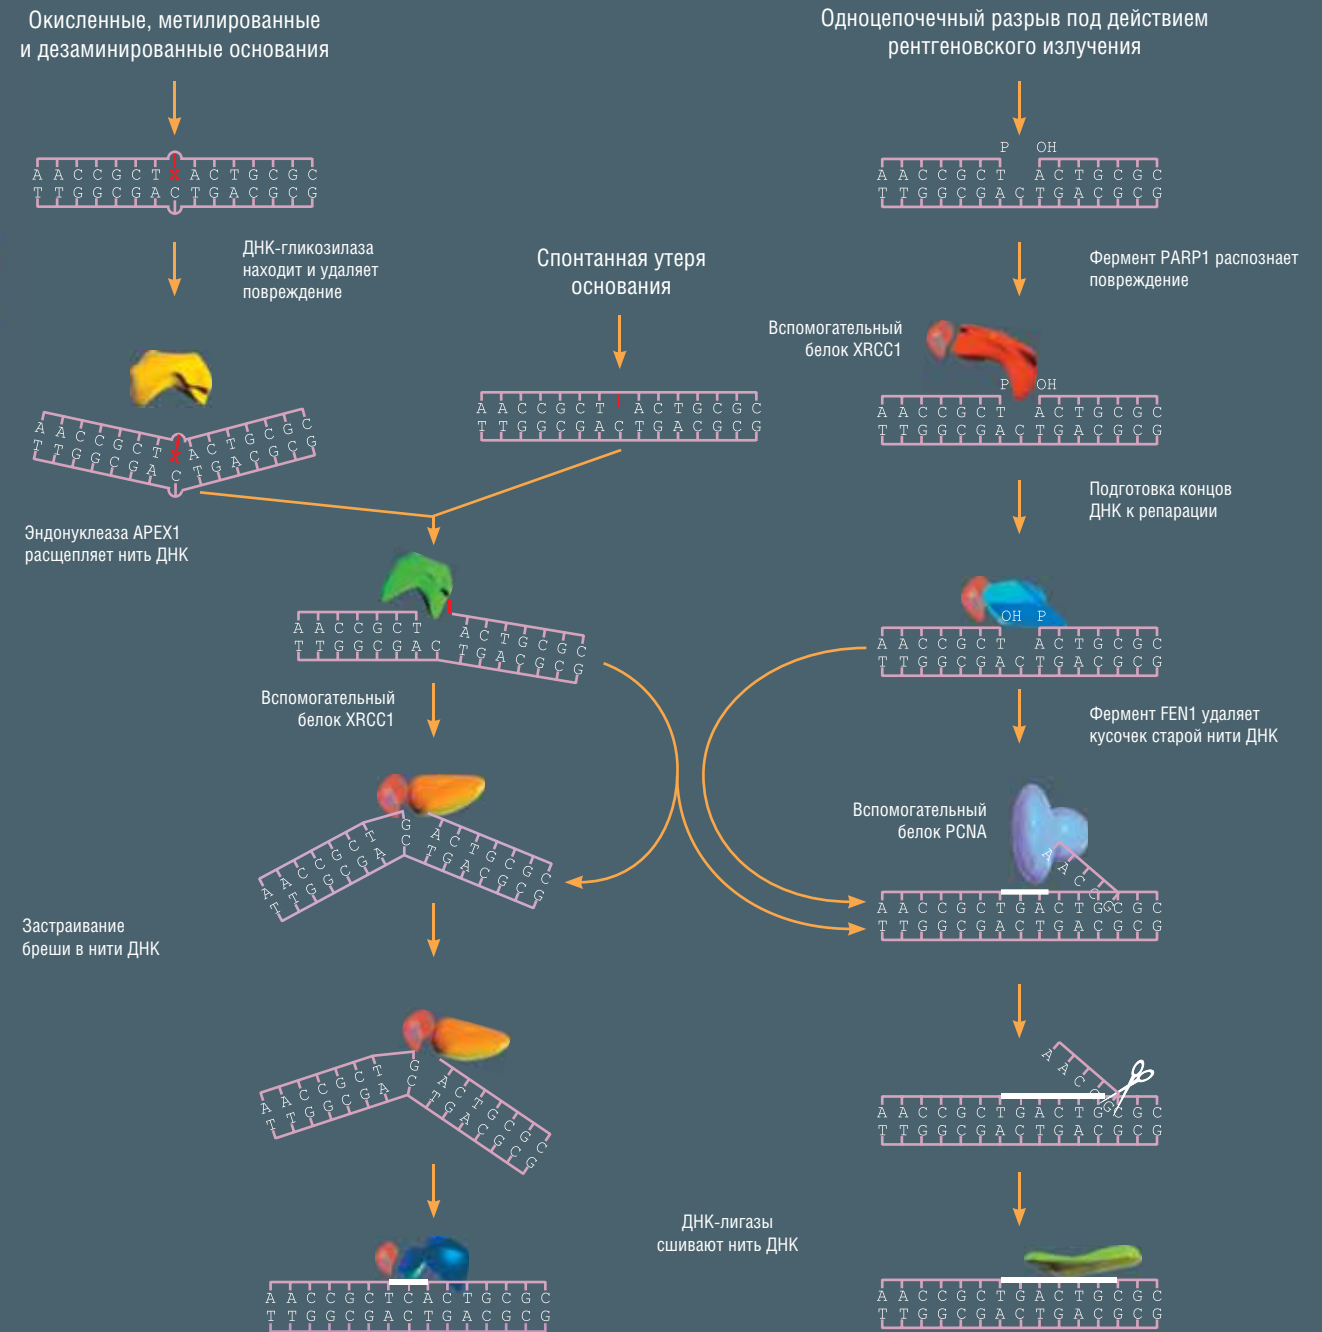 Окисленные, метилированные
и дезаминированные основания
Одноцепочечный разрыв под действием
рентгеновского излучения
A A C C G C T X A C T G C G C
T T G G C G A C T G A C G C G
P OH
A A C C G C T A C T G C G C
T T G G C G A C T G A C G C G
ДНК-гликозилаза
находит и удаляет
повреждение
Спонтанная утеря
основания
Фермент PARP1 распознает
повреждение
Вспомогательный
белок XRCC1
A A C C G C T X A C T G C G C
T T G G C G A C T G A C G C G
A A C C G C T A C T G C G C
T T G G C G A C T G A C G C G
P OH
A A C C G C T A C T G C G C
T T G G C G A C T G A C G C G
Эндонуклеаза APEX1
расщепляет нить ДНК
Подготовка концов
ДНК к репарации
A A C C G C T A C T G C G C
T T G G C G A C T G A C G C G
OH P
A A C C G C T A C T G C G C
T T G G C G A C T G A C G C G
Вспомогательный
белок XRCC1
Фермент FEN1 удаляет
кусочек старой нити ДНК
A A C C G C T G A C T G C G C
T T G G C G A C T G A C G C G
Вспомогательный
белок PCNA
A A C C G
A A C C G C T G A C T G C G C
T T G G C G A C T G A C G C G
Застраивание
бреши в нити ДНК
A A C C G C T G A C T G C G C
T T G G C G A C T G A C G C G
A A C C G
A A C C G C T G A C T G C G C
T T G G C G A C T G A C G C G
ДНК-лигазы
сшивают нить ДНК
A A C C G C T C A C T G C G C
T T G G C G A C T G A C G C G
A A C C G C T G A C T G C G C
T T G G C G A C T G A C G C G